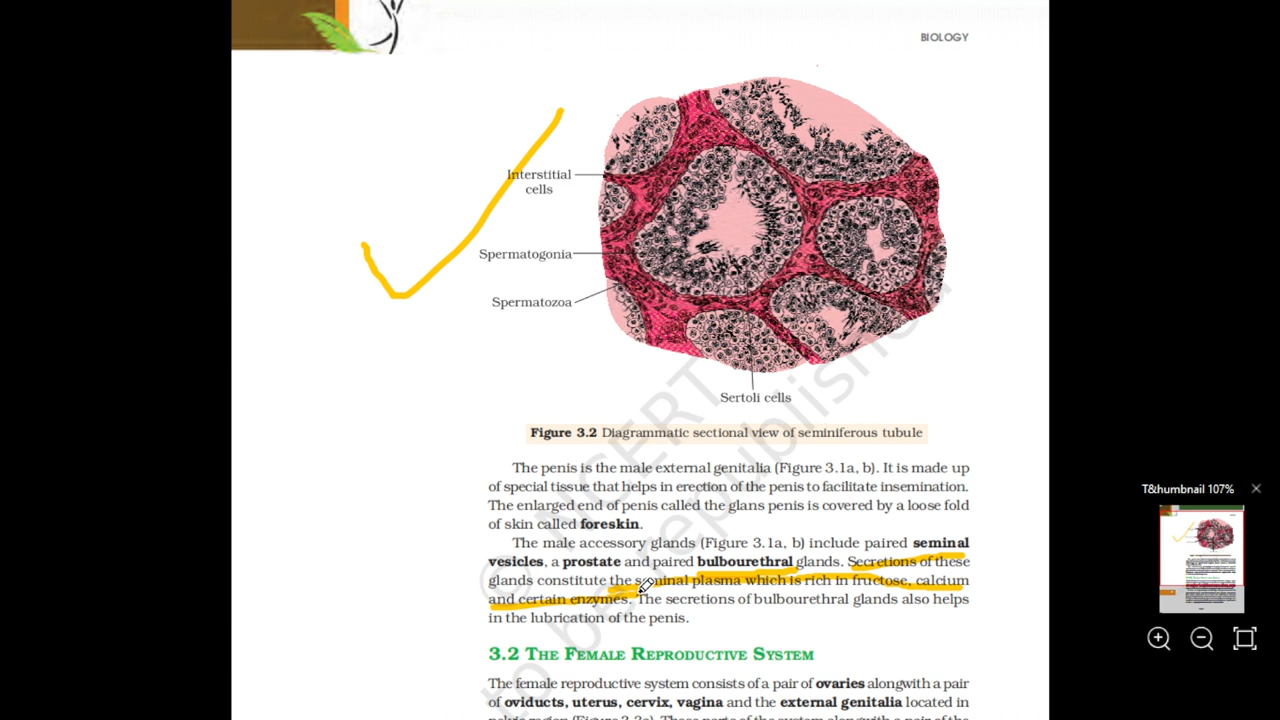 BIOLOGY
Interstitial
cells
Spermatogonia
Spermatozoa
Sertoli cells
Figure 3.2 Diagrammatic sectional view of seminiferous tubule
The penis is the male external genitalia (Figure 3.1a, b). It is made up
of special tissue that helps in erection of the penis to facilitate insemination.
The enlarged end of penis called the glans penis is covered by a loose fold
of skin called foreskin.
The male accessory glands (Figure 3.1a, b) include paired seminal
vesicles, a prostate and paired bulbourethral glands. Secretions of these
glands constitute the seminal plasma which is rich in fructose, calcium
and certain enzymes. The secretions of bulbourethral glands also helps
in the lubrication of the penis.
3.2 THE FEMALE REPRODUCTIVE SYSTEM
The female reproductive system consists of a pair of ovaries alongwith a pair
of oviducts, uterus, cervix, vagina and the external genitalia located in
© NCERT
to be republished
T&humbnail 107%